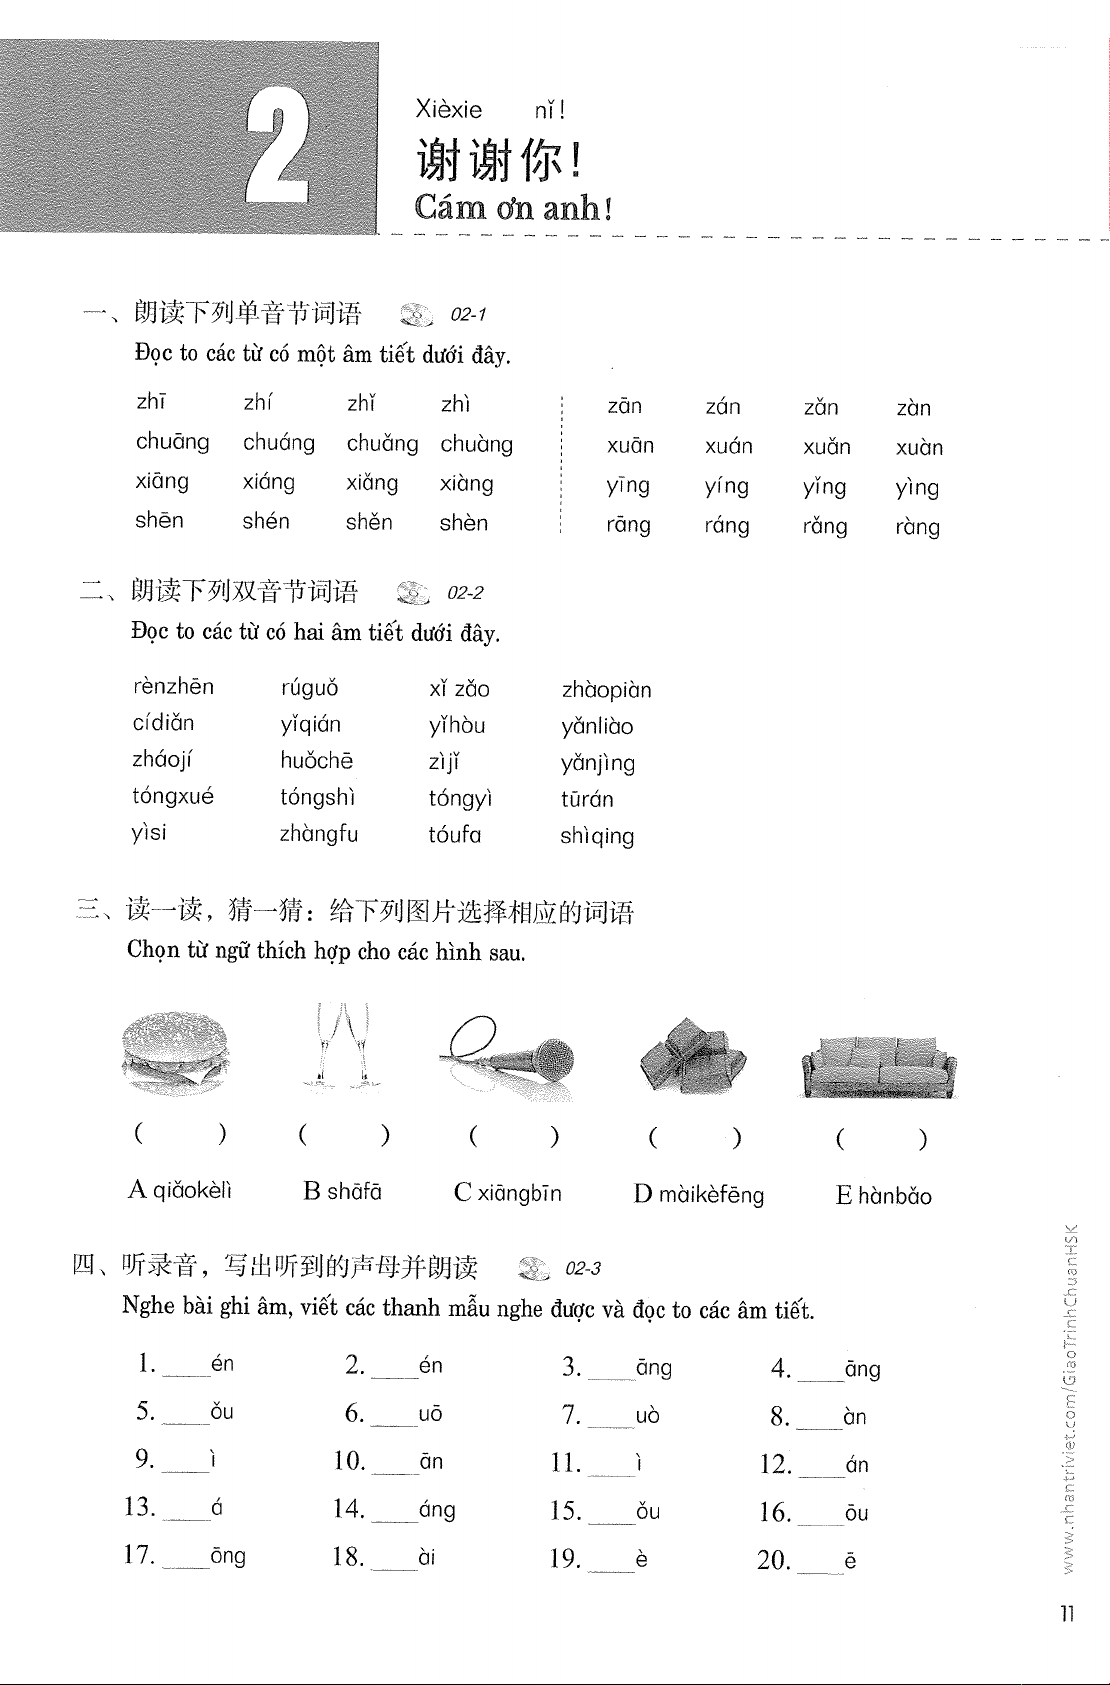 2
Xièxie nǐ!
谢谢你!
Cám ơn anh!
一、朗读下列单音节词语 02-1
Đọc to các từ có một âm tiết dưới đây.
zhī zhí zhǐ zhì zān zán zǎn zàn
chuāng chuáng chuǎng chuàng xuān xuán xuǎn xuàn
xiāng xiáng xiǎng xiàng yīng yíng yǐng yìng
shēn shén shěn shèn rāng ráng rǎng ràng
二、朗读下列双音节词语 02-2
Đọc to các từ có hai âm tiết dưới đây.
rènzhēn rúguǒ xǐ zǎo zhàopiàn
cídiǎn yǐqián yǐhòu yǎnliào
zháojí huǒchē zìjǐ yǎnjìng
tóngxué tóngshì tóngyì tūrán
yìsi zhàngfu tóufa shìqing
三、读一读，猜一猜：给下列图片选择相应的词语
Chọn từ ngữ thích hợp cho các hình sau.
( ) ( ) ( ) ( ) ( )
A qiǎokèlì B shāfā C xiāngbīn D màikèfēng E hànbǎo
四、听录音，写出听到的声母并朗读 02-3
Nghe bài ghi âm, viết các thanh mẫu nghe được và đọc to các âm tiết.
1. ____én 2. ____én 3. ____āng 4. ____āng
5. ____ǒu 6. ____uō 7. ____uò 8. ____àn
9. ____ì 10. ____ān 11. ____ì 12. ____án
13. ____á 14. ____áng 15. ____ǒu 16. ____ōu
17. ____ōng 18. ____ài 19. ____è 20. ____ē
www.nhantriviet.com/GiaoTrinhChuanHSK
11